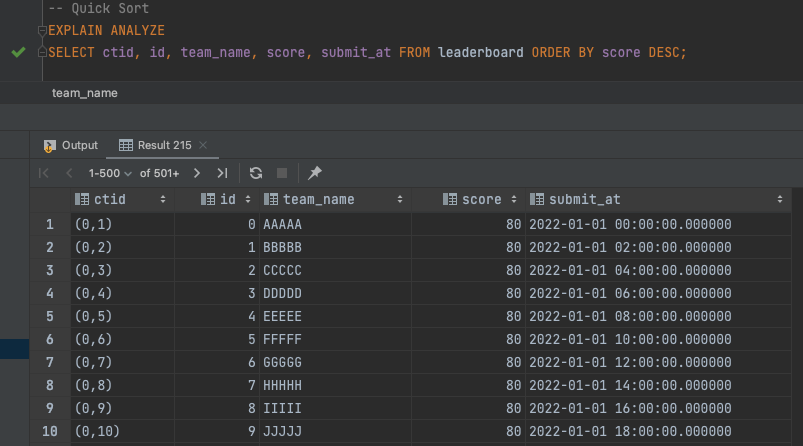 -- Quick Sort
EXPLAIN ANALYZE
SELECT ctid, id, team_name, score, submit_at FROM leaderboard ORDER BY score DESC;
team_name
Output Result 215
1-500 of 501+
ctid id team_name score submit_at
1 (0,1) 0 AAAAA 80 2022-01-01 00:00:00.000000
2 (0,2) 1 BBBBB 80 2022-01-01 02:00:00.000000
3 (0,3) 2 CCCCC 80 2022-01-01 04:00:00.000000
4 (0,4) 3 DDDDD 80 2022-01-01 06:00:00.000000
5 (0,5) 4 EEEEE 80 2022-01-01 08:00:00.000000
6 (0,6) 5 FFFFF 80 2022-01-01 10:00:00.000000
7 (0,7) 6 GGGGG 80 2022-01-01 12:00:00.000000
8 (0,8) 7 HHHHH 80 2022-01-01 14:00:00.000000
9 (0,9) 8 IIIII 80 2022-01-01 16:00:00.000000
10 (0,10) 9 JJJJJ 80 2022-01-01 18:00:00.000000